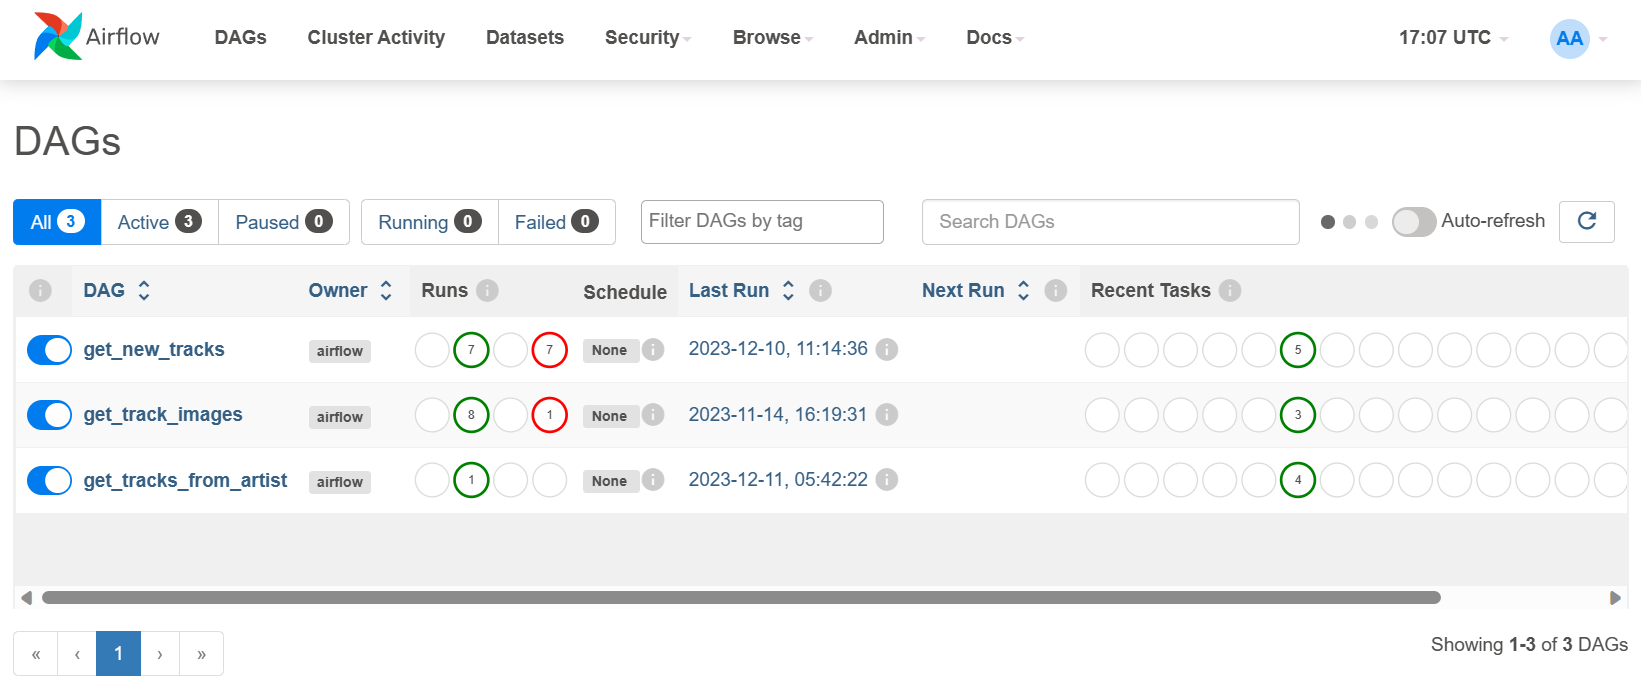 Airflow DAGs Cluster Activity Datasets Security Browse Admin Docs 17:07 UTC AA
DAGs
All 3 Active 3 Paused 0 Running 0 Failed 0 Filter DAGs by tag Search DAGs Auto-refresh
DAG Owner Runs Schedule Last Run Next Run Recent Tasks
get_new_tracks airflow 7 7 None 2023-12-10, 11:14:36 5
get_track_images airflow 8 1 None 2023-11-14, 16:19:31 3
get_tracks_from_artist airflow 1 None 2023-12-11, 05:42:22 4
« ‹ 1 › » Showing 1-3 of 3 DAGs